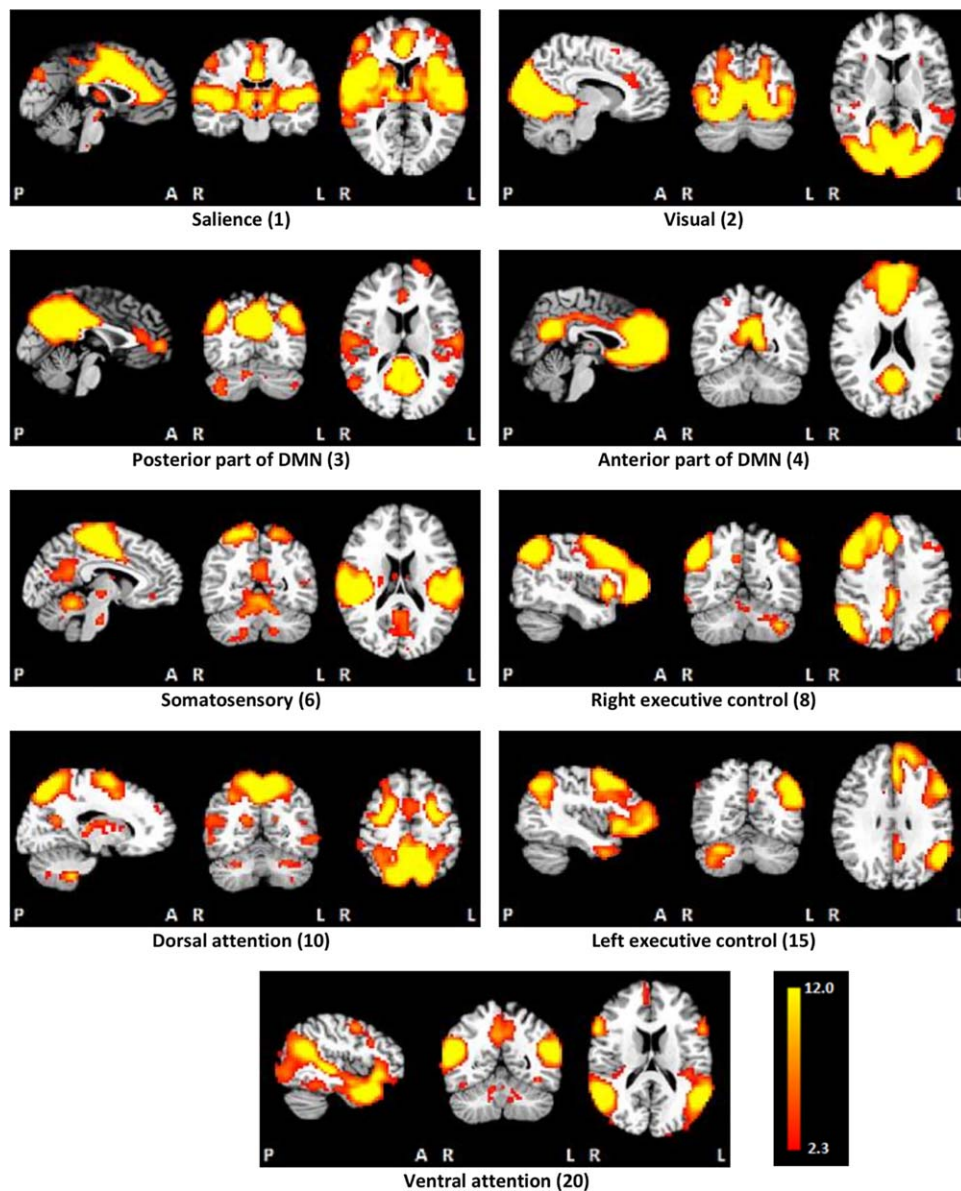 P A R L R L
P A R L R L
Salience (1)
Visual (2)
P A R L R L
P A R L R L
Posterior part of DMN (3)
Anterior part of DMN (4)
P A R L R L
P A R L R L
Somatosensory (6)
Right executive control (8)
P A R L R L
P A R L R L
Dorsal attention (10)
Left executive control (15)
12.0
2.3
P A R L R L
Ventral attention (20)